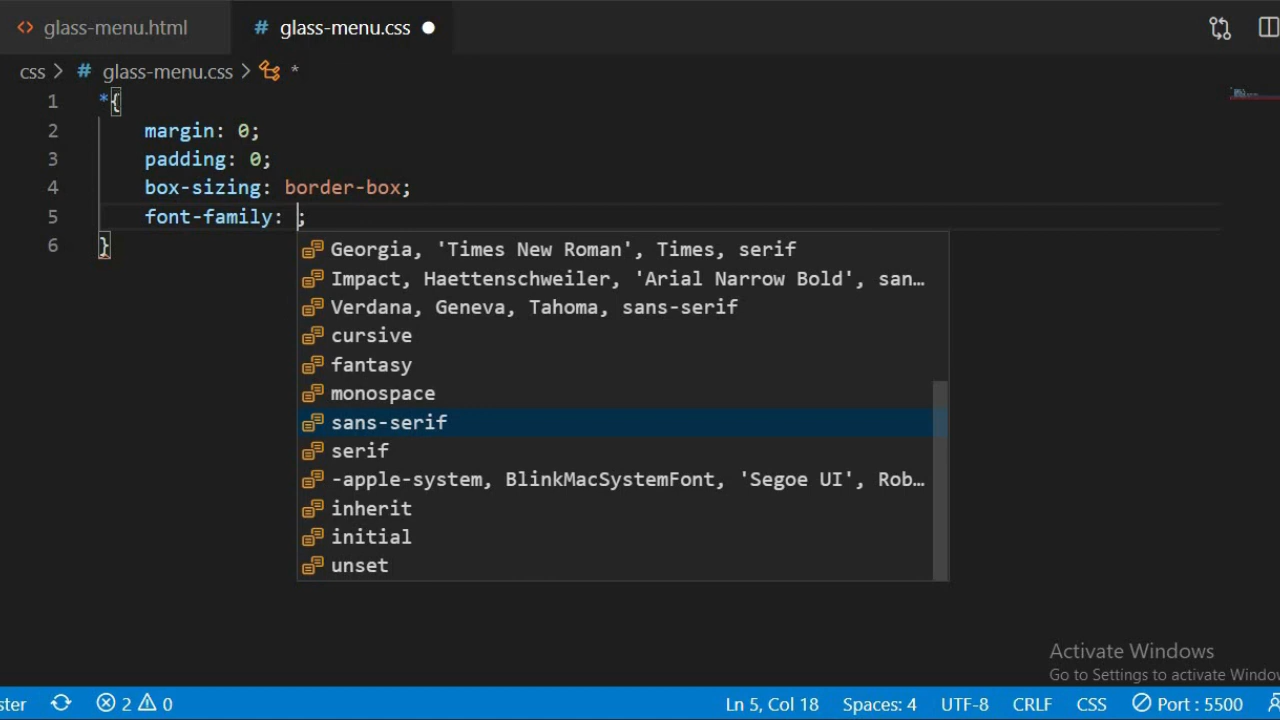 glass-menu.html
glass-menu.css
css > glass-menu.css > *
1 *{
2 margin: 0;
3 padding: 0;
4 box-sizing: border-box;
5 font-family: ;
6 }
Georgia, 'Times New Roman', Times, serif
Impact, Haettenschweiler, 'Arial Narrow Bold', san…
Verdana, Geneva, Tahoma, sans-serif
cursive
fantasy
monospace
sans-serif
serif
-apple-system, BlinkMacSystemFont, 'Segoe UI', Rob…
inherit
initial
unset
Activate Windows
Go to Settings to activate Windo
ster 2 0 Ln 5, Col 18 Spaces: 4 UTF-8 CRLF CSS Port : 5500